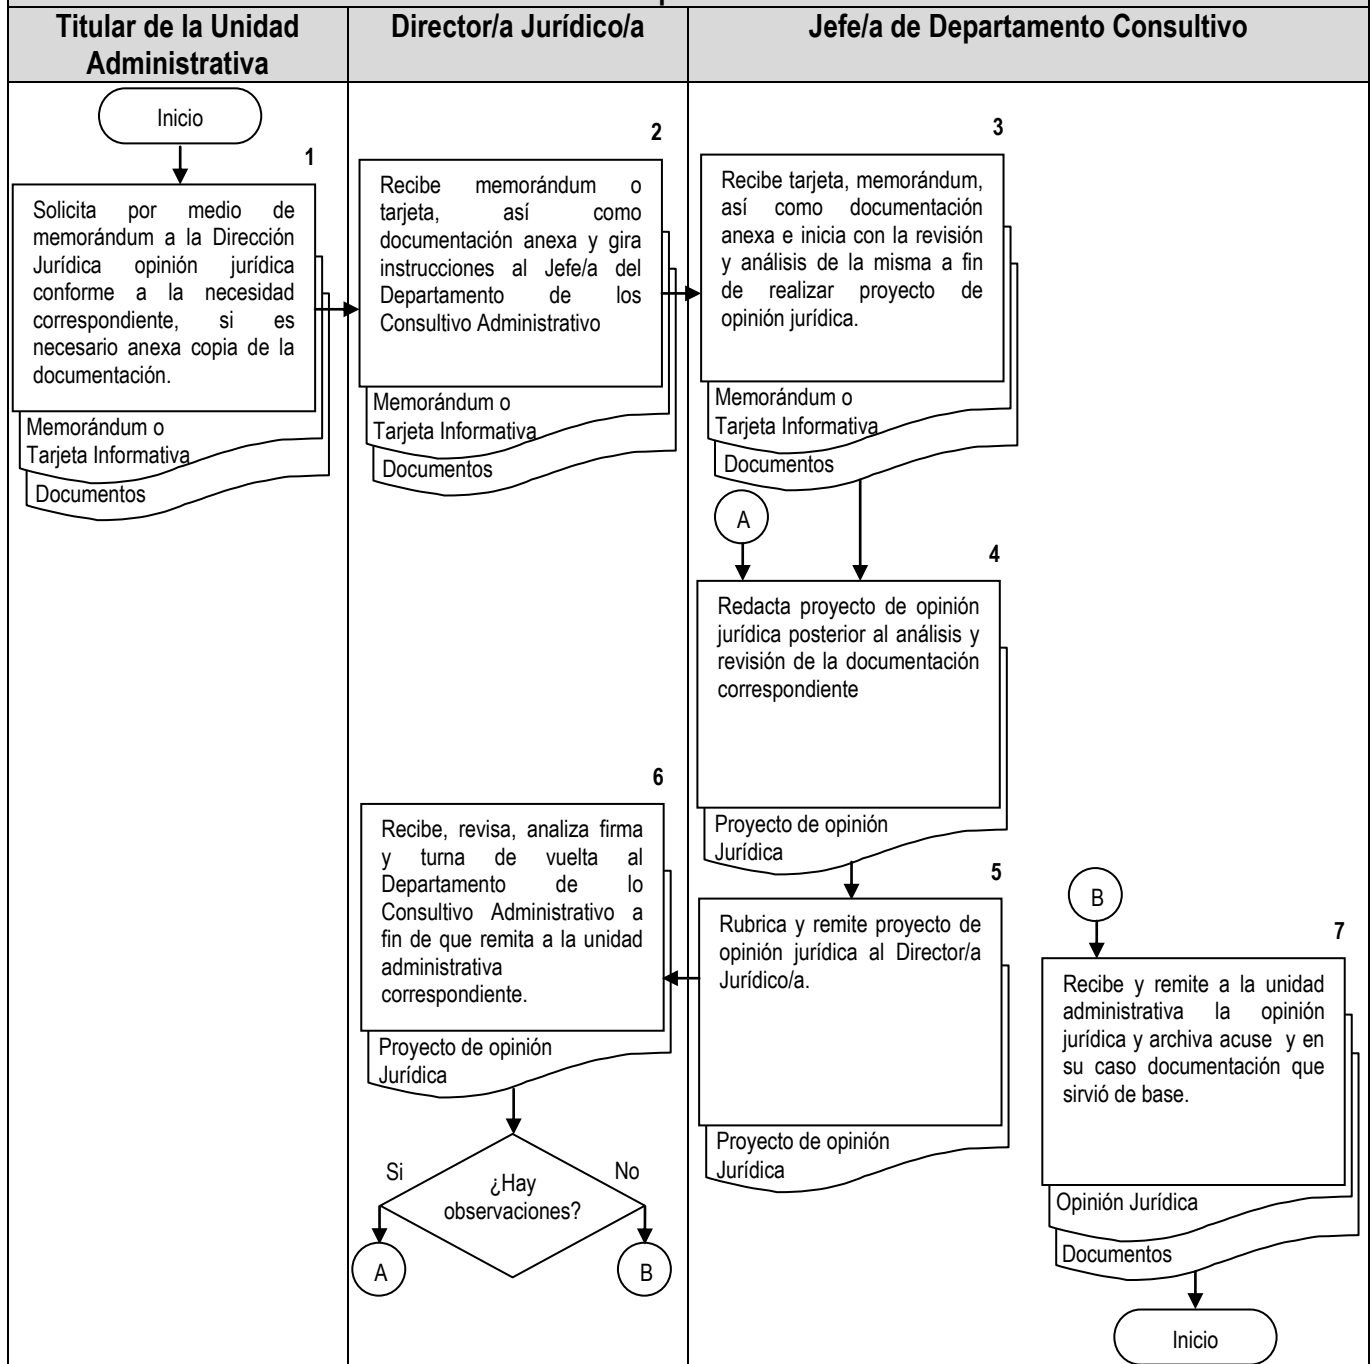 Titular de la Unidad
Administrativa
Director/a Jurídico/a
Jefe/a de Departamento Consultivo
Inicio
1
Solicita por medio de
memorándum a la Dirección
Jurídica opinión jurídica
conforme a la necesidad
correspondiente, si es
necesario anexa copia de la
documentación.
Memorándum o
Tarjeta Informativa
Documentos
2
Recibe memorándum o
tarjeta, así como
documentación anexa y gira
instrucciones al Jefe/a del
Departamento de los
Consultivo Administrativo
Memorándum o
Tarjeta Informativa
Documentos
3
Recibe tarjeta, memorándum,
así como documentación
anexa e inicia con la revisión
y análisis de la misma a fin
de realizar proyecto de
opinión jurídica.
Memorándum o
Tarjeta Informativa
Documentos
A
4
Redacta proyecto de opinión
jurídica posterior al análisis y
revisión de la documentación
correspondiente
Proyecto de opinión
Jurídica
5
Rubrica y remite proyecto de
opinión jurídica al Director/a
Jurídico/a.
Proyecto de opinión
Jurídica
6
Recibe, revisa, analiza firma
y turna de vuelta al
Departamento de lo
Consultivo Administrativo a
fin de que remita a la unidad
administrativa
correspondiente.
Proyecto de opinión
Jurídica
Si
¿Hay
observaciones?
No
A
B
B
7
Recibe y remite a la unidad
administrativa la opinión
jurídica y archiva acuse y en
su caso documentación que
sirvió de base.
Opinión Jurídica
Documentos
Inicio